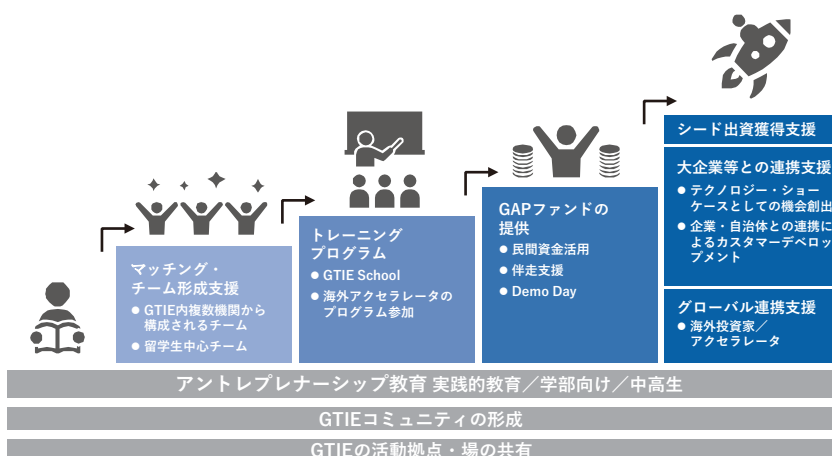 マッチング・
チーム形成支援
● GTIE内複数機関から
構成されるチーム
● 留学生中心チーム
トレーニング
プログラム
● GTIE School
● 海外アクセラレータの
プログラム参加
GAPファンドの
提供
● 民間資金活用
● 伴走支援
● Demo Day
シード出資獲得支援
大企業等との連携支援
● テクノロジー・ショー
ケースとしての機会創出
● 企業・自治体との連携に
よるカスタマーデベロッ
プメント
グローバル連携支援
● 海外投資家／
アクセラレータ
アントレプレナーシップ教育 実践的教育／学部向け／中高生
GTIEコミュニティの形成
GTIEの活動拠点・場の共有